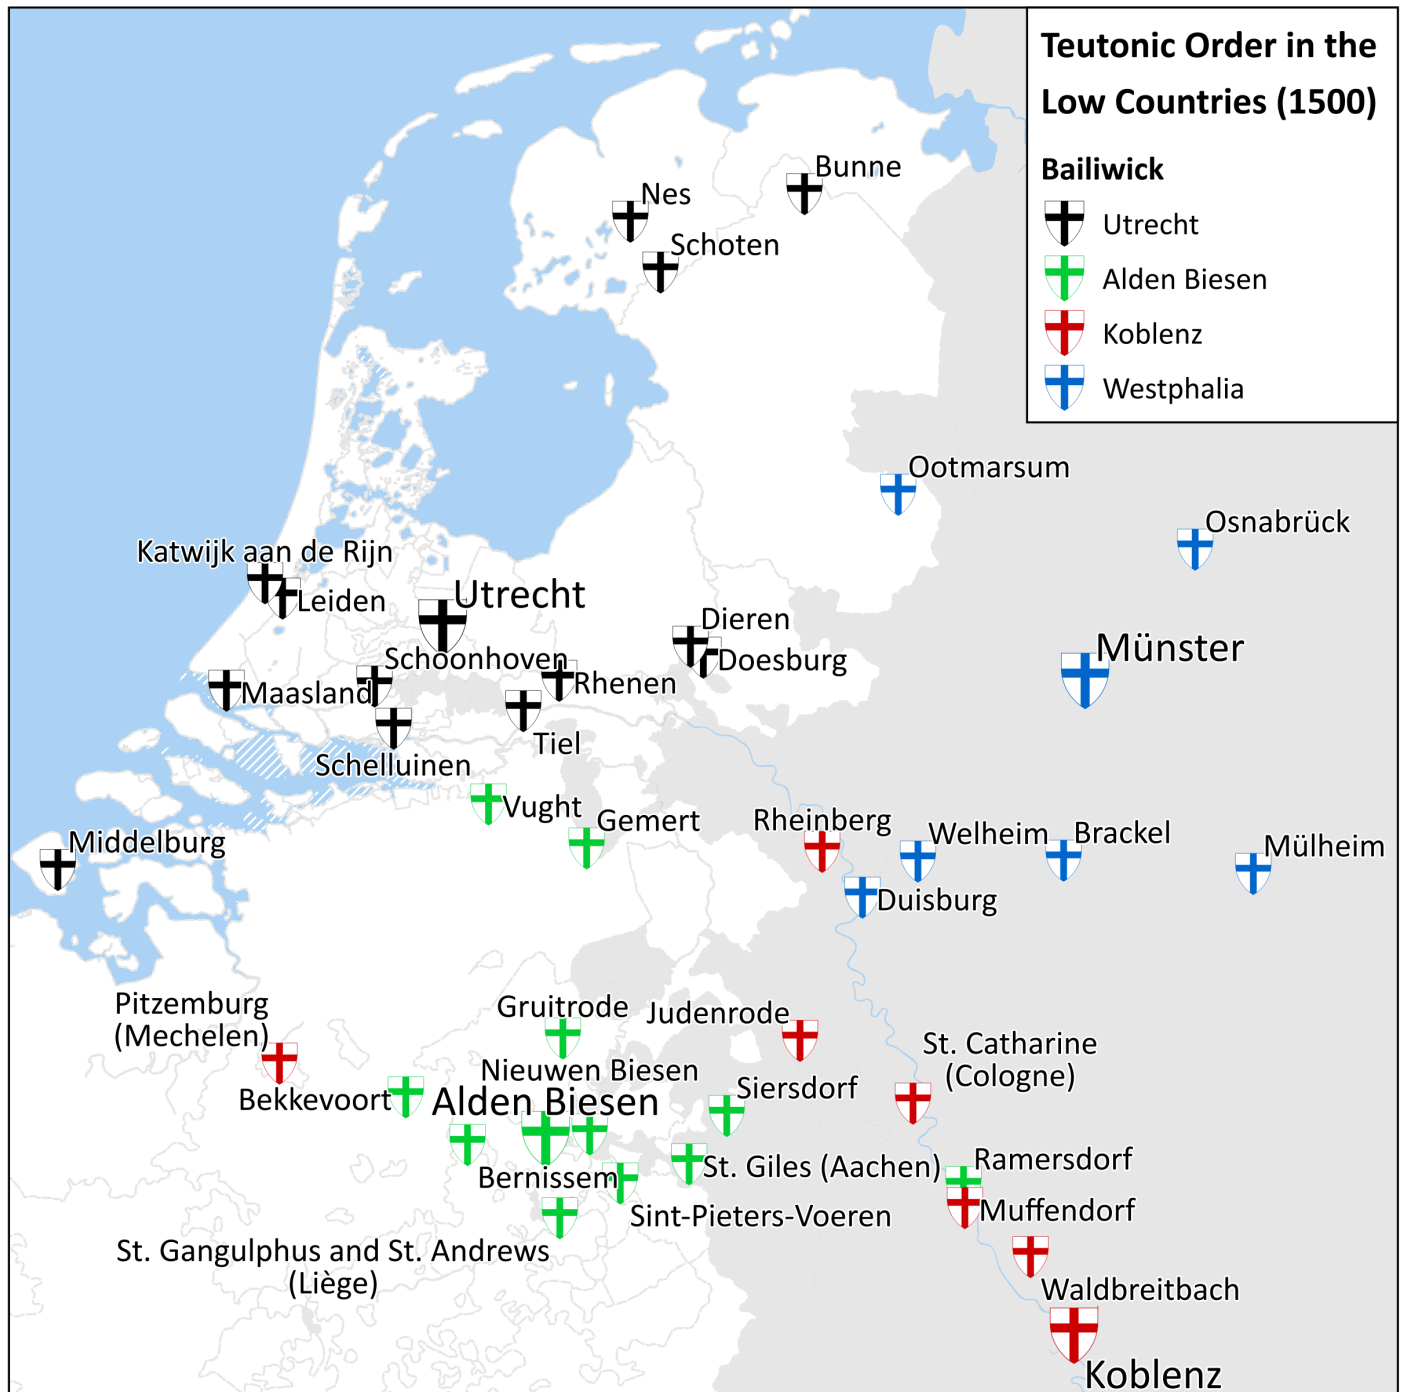 Teutonic Order in the
Low Countries (1500)
Bailiwick
Utrecht
Alden Biesen
Koblenz
Westphalia
Bunne
Nes
Schoten
Ootmarsum
Osnabrück
Katwijk aan de Rijn
Leiden
Utrecht
Dieren
Doesburg
Münster
Schoonhoven
Rhenen
Maasland
Tiel
Schelluinen
Vught
Gemert
Rheinberg
Welheim
Brackel
Mülheim
Middelburg
Duisburg
Pitzemburg
(Mechelen)
Gruitrode
Judenrode
St. Catharine
(Cologne)
Nieuwen Biesen
Bekkevoort
Alden Biesen
Siersdorf
Bernissem
St. Giles (Aachen)
Ramersdorf
Sint-Pieters-Voeren
Muffendorf
St. Gangulphus and St. Andrews
(Liège)
Waldbreitbach
Koblenz